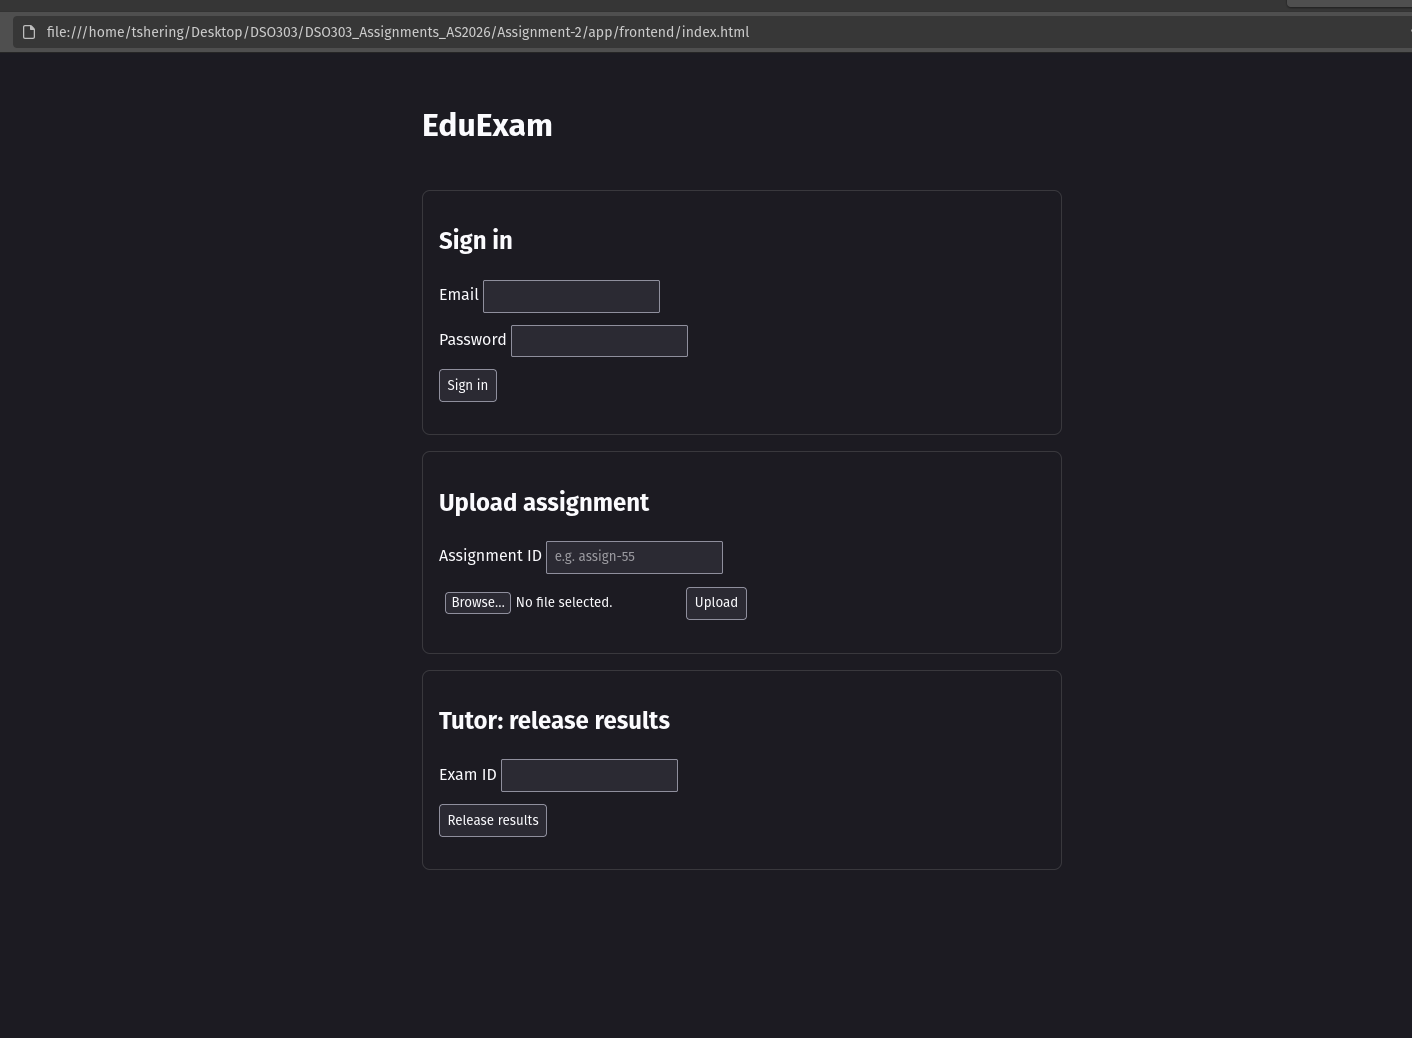 file:///home/tshering/Desktop/DSO303/DSO303_Assignments_AS2026/Assignment-2/app/frontend/index.html
EduExam
Sign in
Email
Password
Sign in
Upload assignment
Assignment ID e.g. assign-55
Browse... No file selected. Upload
Tutor: release results
Exam ID
Release results